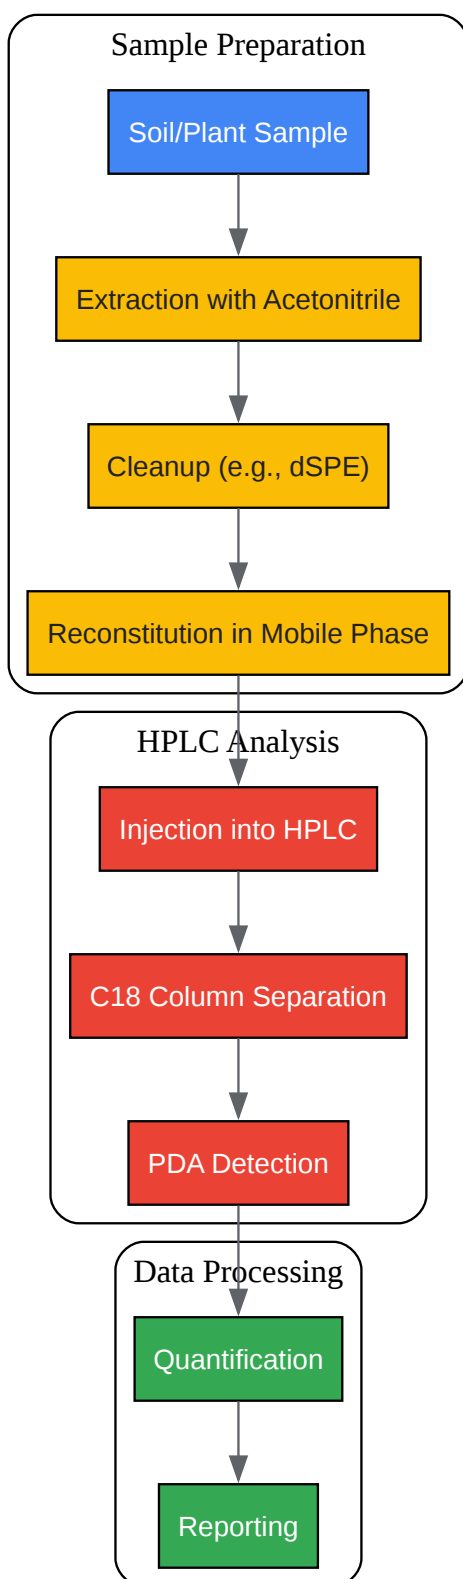 Sample Preparation
Soil/Plant Sample
Extraction with Acetonitrile
Cleanup (e.g., dSPE)
Reconstitution in Mobile Phase
HPLC Analysis
Injection into HPLC
C18 Column Separation
PDA Detection
Data Processing
Quantification
Reporting